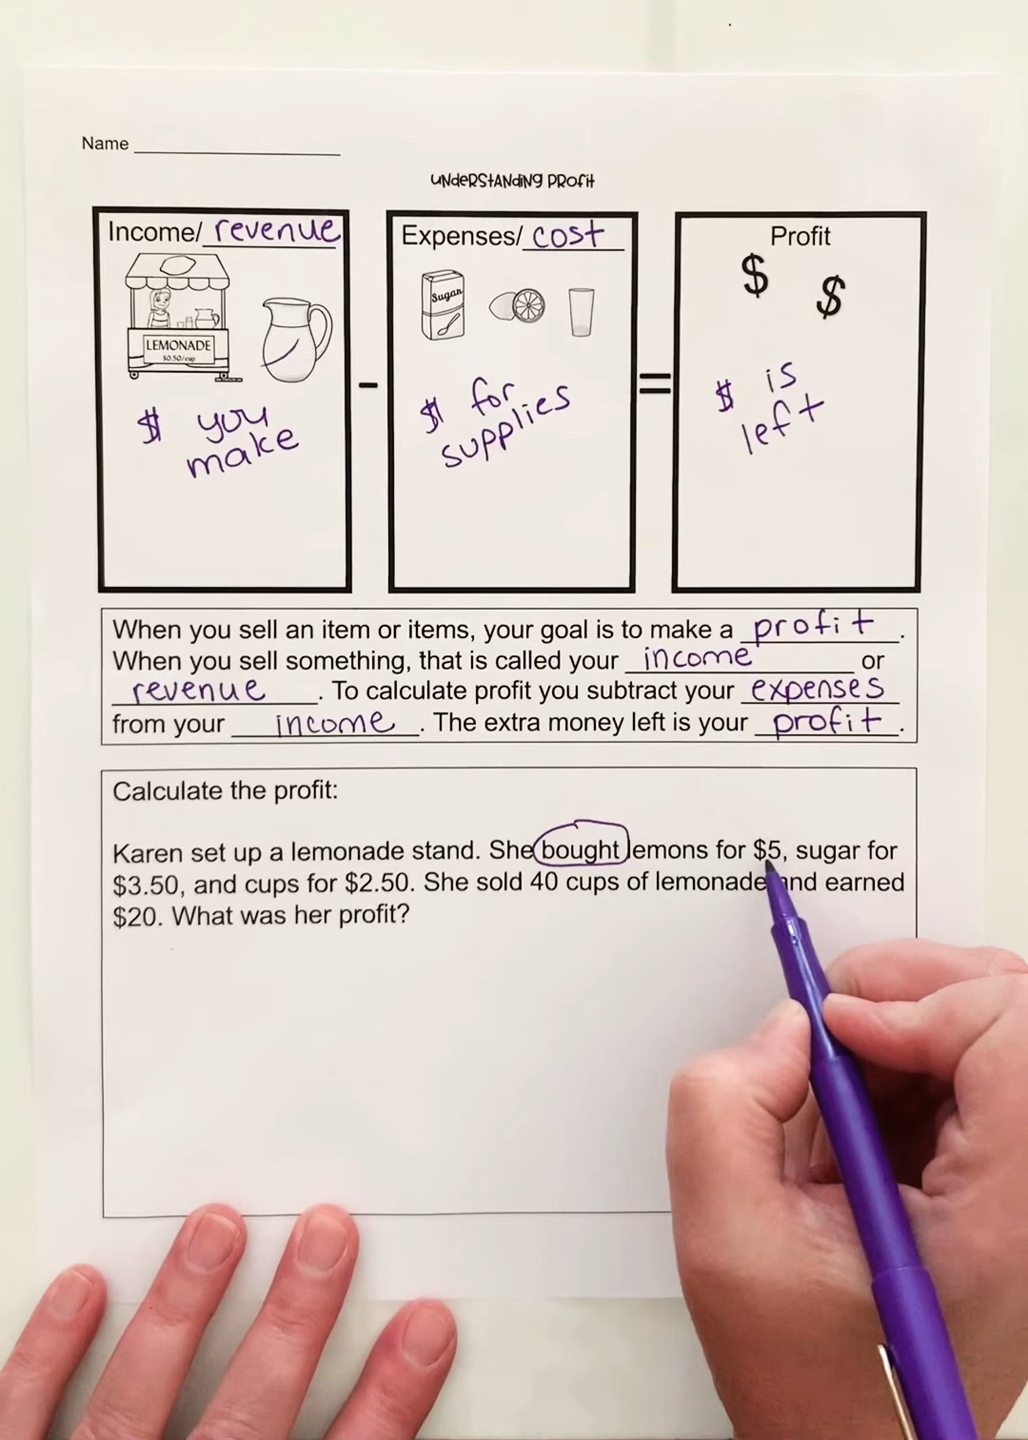 Name
Understanding Profit
Income/ revenue
LEMONADE
$0.50/cup
$ you
make
-
Expenses/ cost
Sugar
$ for
supplies
=
Profit
$ $
$ is
left
When you sell an item or items, your goal is to make a profit.
When you sell something, that is called your income or
revenue. To calculate profit you subtract your expenses
from your income. The extra money left is your profit.
Calculate the profit:
Karen set up a lemonade stand. She bought lemons for $5, sugar for
$3.50, and cups for $2.50. She sold 40 cups of lemonade and earned
$20. What was her profit?